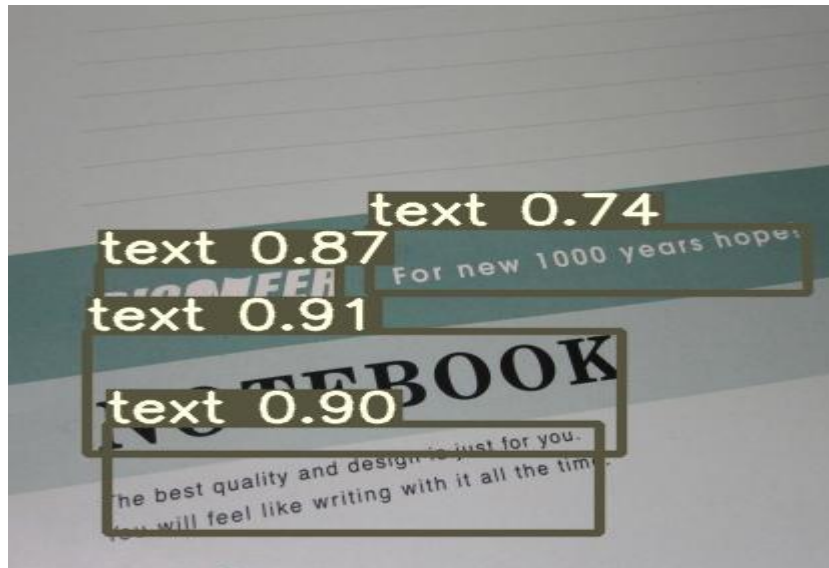 text 0.74
text 0.87
For new 1000 years hope!
text 0.91
NOTEBOOK
text 0.90
The best quality and design is just for you.
You will feel like writing with it all the time.